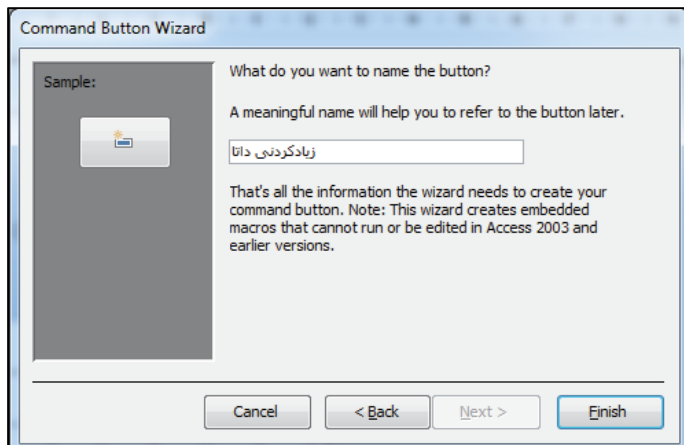 Command Button Wizard
Sample:
What do you want to name the button?
A meaningful name will help you to refer to the button later.
زیادکردنی داتا
That's all the information the wizard needs to create your
command button. Note: This wizard creates embedded
macros that cannot run or be edited in Access 2003 and
earlier versions.
Cancel
< Back
Next >
Finish